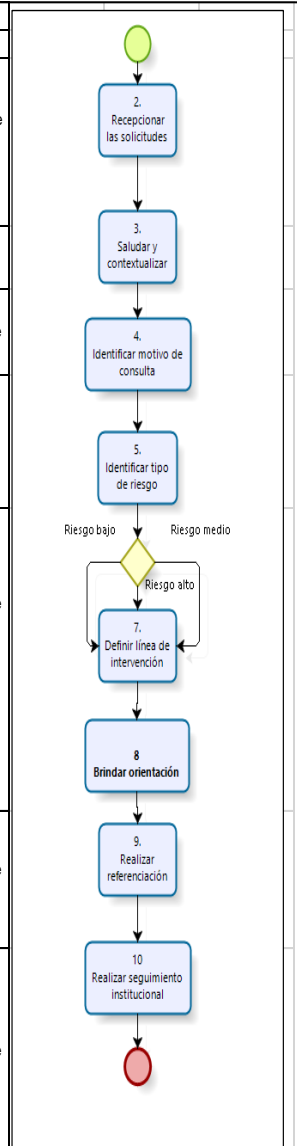 2.
Recepcionar
las solicitudes
3.
Saludar y
contextualizar
4.
Identificar motivo de
consulta
5.
Identificar tipo
de riesgo
Riesgo bajo
Riesgo medio
Riesgo alto
7.
Definir línea de
intervención
8
Brindar orientación
9.
Realizar
referenciación
10
Realizar seguimiento
institucional